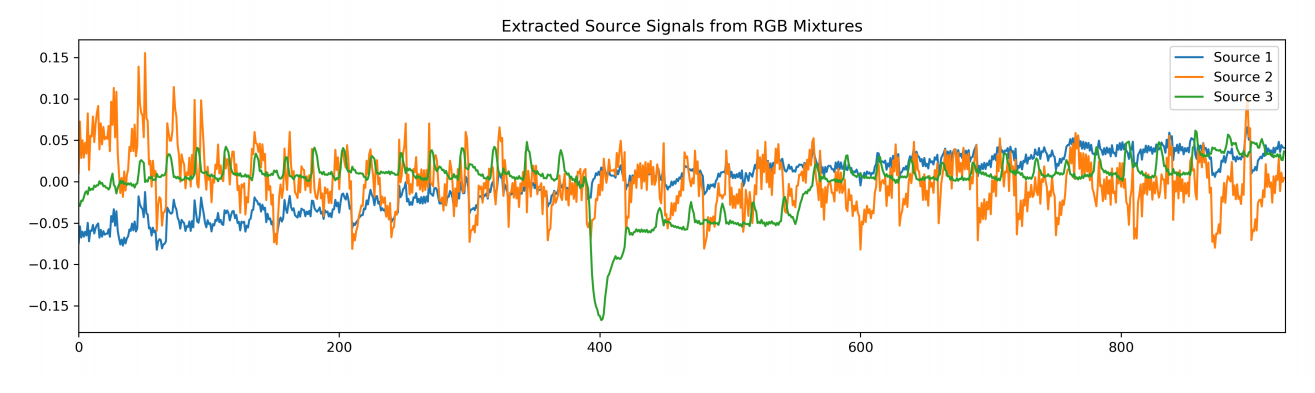 Extracted Source Signals from RGB Mixtures
0.15
0.10
0.05
0.00
−0.05
−0.10
−0.15
0 200 400 600 800
Source 1
Source 2
Source 3